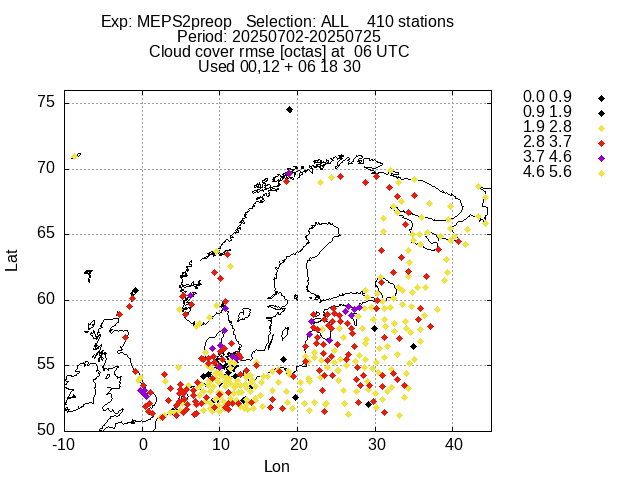 Exp: MEPS2preop Selection: ALL 410 stations
Period: 20250702-20250725
Cloud cover rmse [octas] at 06 UTC
Used 00,12 + 06 18 30
0.0 0.9
0.9 1.9
1.9 2.8
2.8 3.7
3.7 4.6
4.6 5.6
75
70
65
60
55
50
Lat
-10 0 10 20 30 40
Lon